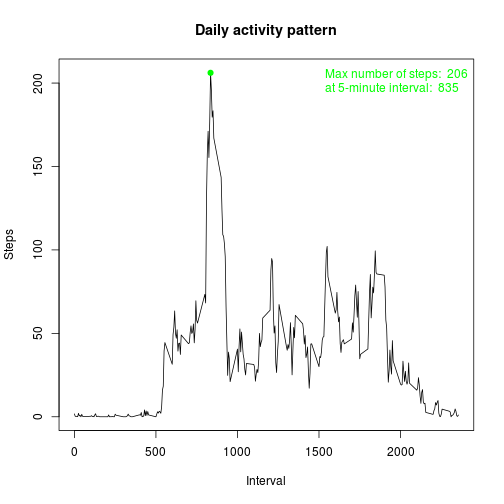 Daily activity pattern
Max number of steps: 206
at 5-minute interval: 835
Steps
200
150
100
50
0
0 500 1000 1500 2000
Interval